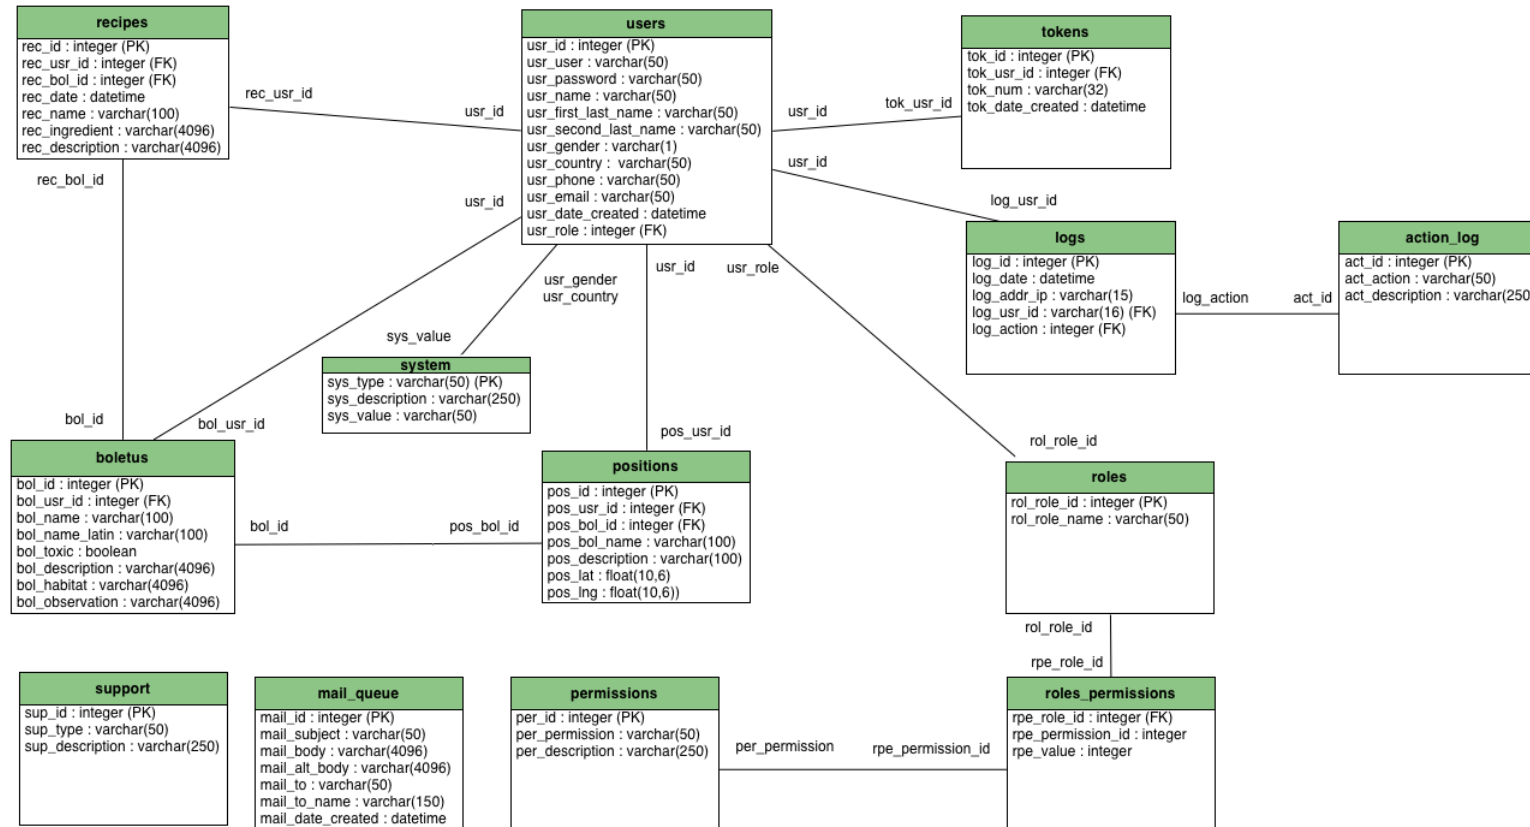 recipes
rec_id : integer (PK)
rec_usr_id : integer (FK)
rec_bol_id : integer (FK)
rec_date : datetime
rec_name : varchar(100)
rec_ingredient : varchar(4096)
rec_description : varchar(4096)
users
usr_id : integer (PK)
usr_user : varchar(50)
usr_password : varchar(50)
usr_name : varchar(50)
usr_first_last_name : varchar(50)
usr_second_last_name : varchar(50)
usr_gender : varchar(1)
usr_country :  varchar(50)
usr_phone : varchar(50)
usr_email : varchar(50)
usr_date_created : datetime
usr_role : integer (FK)
tokens
tok_id : integer (PK)
tok_usr_id : integer (FK)
tok_num : varchar(32)
tok_date_created : datetime
rec_usr_id
usr_id
usr_id
tok_usr_id
usr_id
log_usr_id
rec_bol_id
usr_id
logs
log_id : integer (PK)
log_date : datetime
log_addr_ip : varchar(15)
log_usr_id : varchar(16) (FK)
log_action : integer (FK)
log_action
act_id
action_log
act_id : integer (PK)
act_action : varchar(50)
act_description : varchar(250
usr_gender
usr_country
usr_id
usr_role
sys_value
system
sys_type : varchar(50) (PK)
sys_description : varchar(250)
sys_value : varchar(50)
bol_id
bol_usr_id
pos_usr_id
rol_role_id
boletus
bol_id : integer (PK)
bol_usr_id : integer (FK)
bol_name : varchar(100)
bol_name_latin : varchar(100)
bol_toxic : boolean
bol_description : varchar(4096)
bol_habitat : varchar(4096)
bol_observation : varchar(4096)
bol_id
pos_bol_id
positions
pos_id : integer (PK)
pos_usr_id : integer (FK)
pos_bol_id : integer (FK)
pos_bol_name : varchar(100)
pos_description : varchar(100)
pos_lat : float(10,6)
pos_lng : float(10,6))
roles
rol_role_id : integer (PK)
rol_role_name : varchar(50)
rol_role_id
rpe_role_id
support
sup_id : integer (PK)
sup_type : varchar(50)
sup_description : varchar(250)
mail_queue
mail_id : integer (PK)
mail_subject : varchar(50)
mail_body : varchar(4096)
mail_alt_body : varchar(4096)
mail_to : varchar(50)
mail_to_name : varchar(150)
mail_date_created : datetime
permissions
per_id : integer (PK)
per_permission : varchar(50)
per_description : varchar(250)
per_permission
rpe_permission_id
roles_permissions
rpe_role_id : integer (FK)
rpe_permission_id : integer
rpe_value : integer